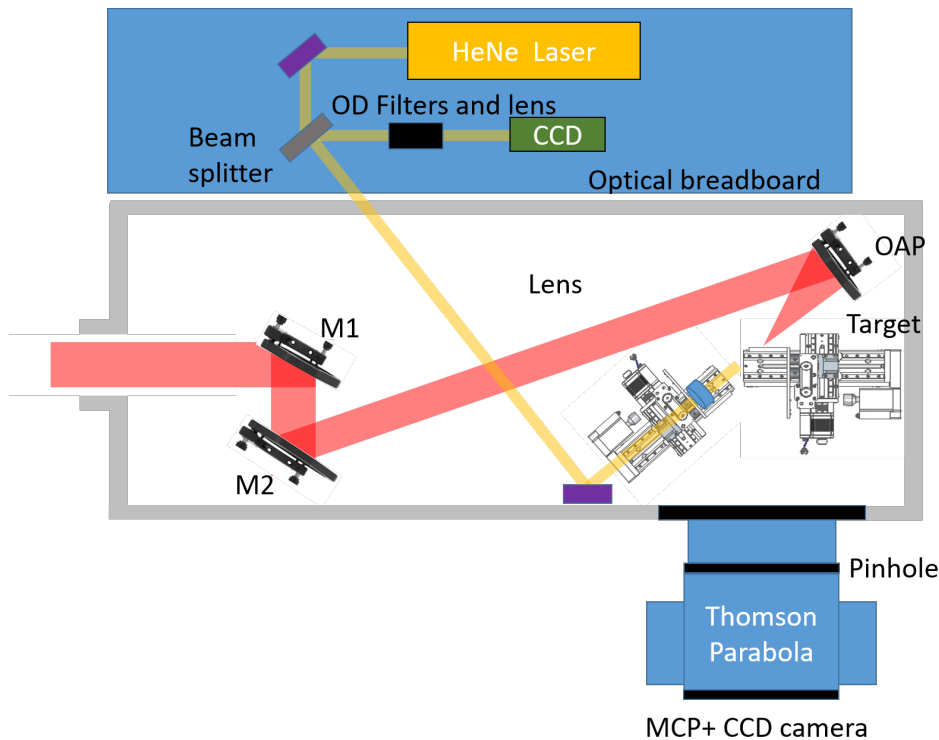 HeNe Laser
OD Filters and lens
CCD
Beam
splitter
Optical breadboard
OAP
Lens
M1
Target
M2
Pinhole
Thomson
Parabola
MCP+ CCD camera